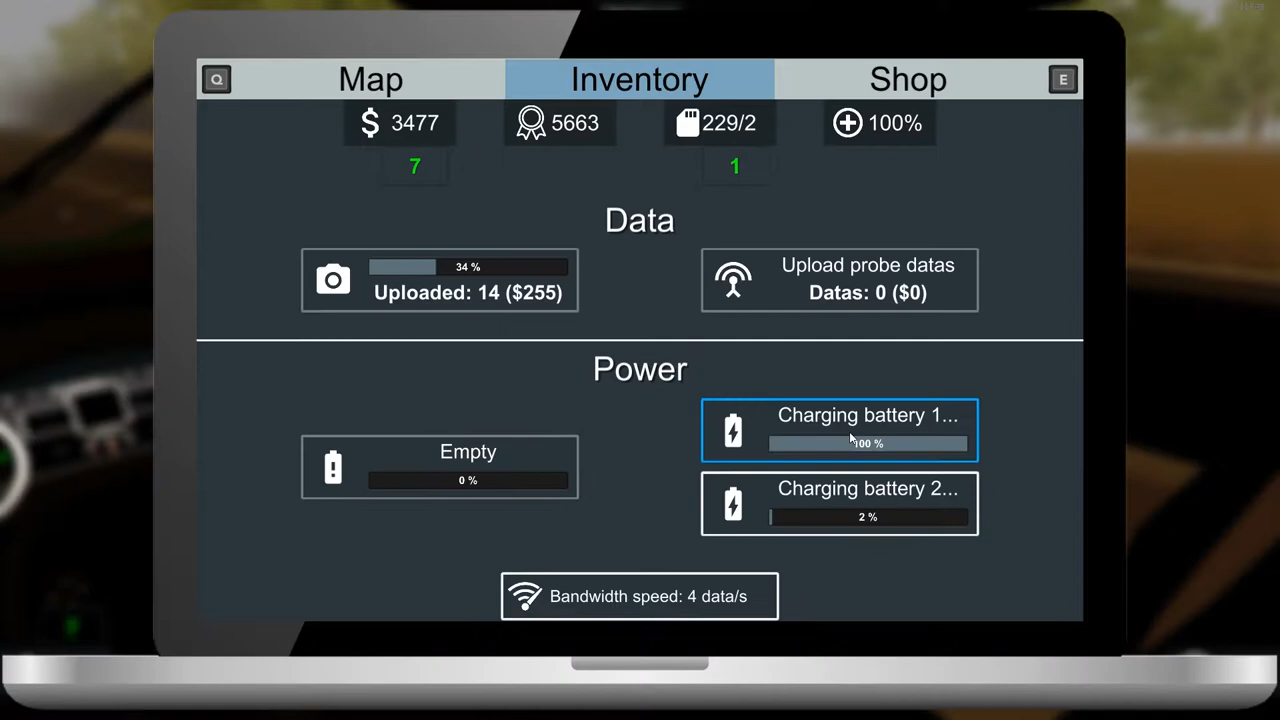 Q
Map
Inventory
Shop
E
$ 3477
5663
229/2
100%
7
1
Data
34 %
Uploaded: 14 ($255)
Upload probe datas
Datas: 0 ($0)
Power
Empty
0 %
Charging battery 1...
100 %
Charging battery 2...
2 %
Bandwidth speed: 4 data/s